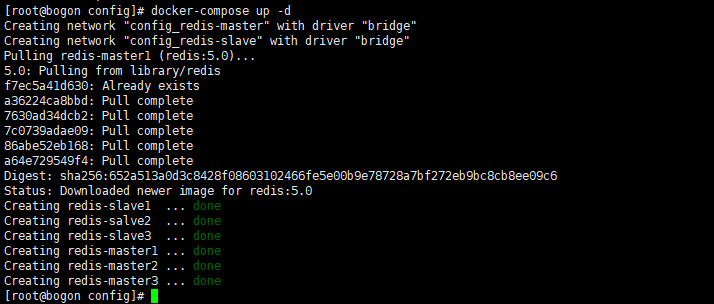 [root@bogon config]# docker-compose up -d
Creating network "config_redis-master" with driver "bridge"
Creating network "config_redis-slave" with driver "bridge"
Pulling redis-master1 (redis:5.0)...
5.0: Pulling from library/redis
f7ec5a41d630: Already exists
a36224ca8bbd: Pull complete
7630ad34dcb2: Pull complete
7c0739adae09: Pull complete
86abe52eb168: Pull complete
a64e729549f4: Pull complete
Digest: sha256:652a513a0d3c8428f08603102466fe5e00b9e78728a7bf272eb9bc8cb8ee09c6
Status: Downloaded newer image for redis:5.0
Creating redis-slave1  ... done
Creating redis-salve2  ... done
Creating redis-slave3  ... done
Creating redis-master1 ... done
Creating redis-master2 ... done
Creating redis-master3 ... done
[root@bogon config]#